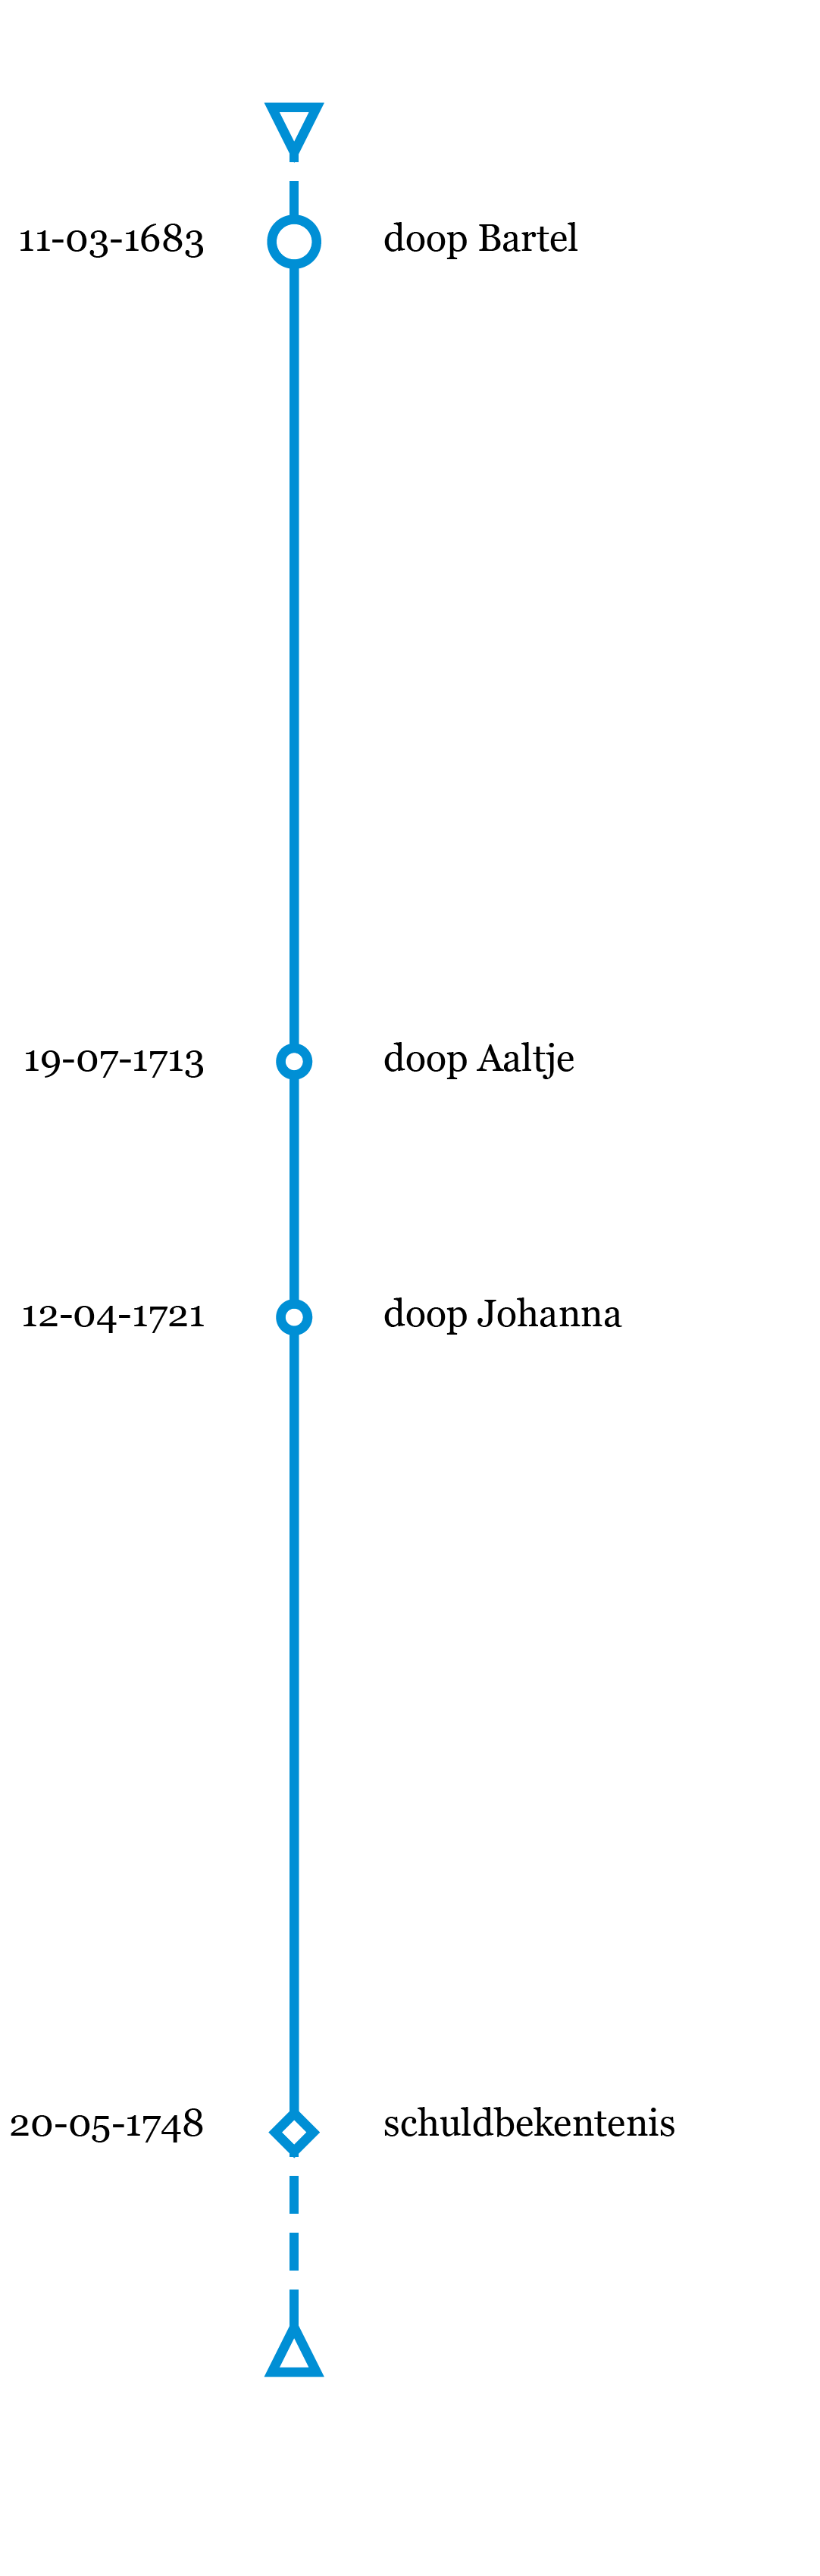 11-03-1683 doop Bartel
19-07-1713 doop Aaltje
12-04-1721 doop Johanna
20-05-1748 schuldbekentenis